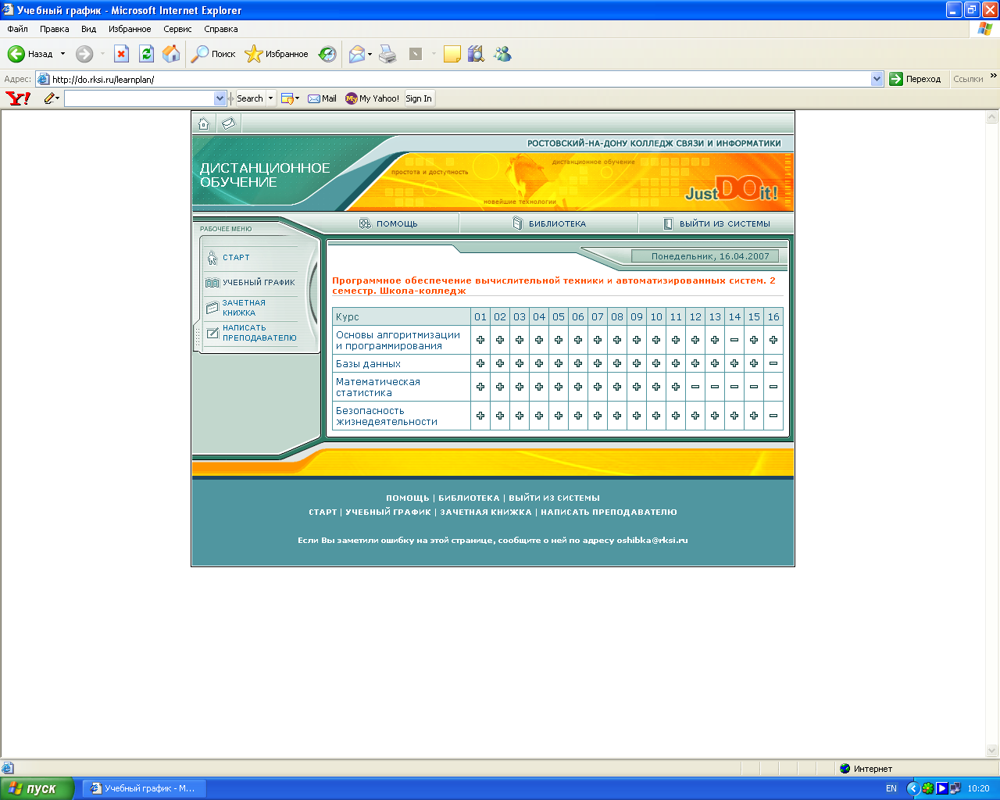 Учебный график - Microsoft Internet Explorer
Файл Правка Вид Избранное Сервис Справка
Назад Поиск Избранное
Адрес: http://do.rksi.ru/learnplan/ Переход Ссылки »
Y! Search Mail My My Yahoo! Sign In
РОСТОВСКИЙ-НА-ДОНУ КОЛЛЕДЖ СВЯЗИ И ИНФОРМАТИКИ
ДИСТАНЦИОННОЕ
ОБУЧЕНИЕ
дистанционное обучение
простота и доступность
новейшие технологии
Just DO it!
ПОМОЩЬ БИБЛИОТЕКА ВЫЙТИ ИЗ СИСТЕМЫ
РАБОЧЕЕ МЕНЮ
СТАРТ
УЧЕБНЫЙ ГРАФИК
ЗАЧЕТНАЯ
КНИЖКА
НАПИСАТЬ
ПРЕПОДАВАТЕЛЮ
Понедельник, 16.04.2007
Программное обеспечение вычислительной техники и автоматизированных систем. 2
семестр. Школа-колледж
Курс 01 02 03 04 05 06 07 08 09 10 11 12 13 14 15 16
Основы алгоритмизации
и программирования
Базы данных
Математическая
статистика
Безопасность
жизнедеятельности
ПОМОЩЬ | БИБЛИОТЕКА | ВЫЙТИ ИЗ СИСТЕМЫ
СТАРТ | УЧЕБНЫЙ ГРАФИК | ЗАЧЕТНАЯ КНИЖКА | НАПИСАТЬ ПРЕПОДАВАТЕЛЮ
Если Вы заметили ошибку на этой странице, сообщите о ней по адресу oshibka@rksi.ru
Интернет
пуск Учебный график - M... EN 10:20